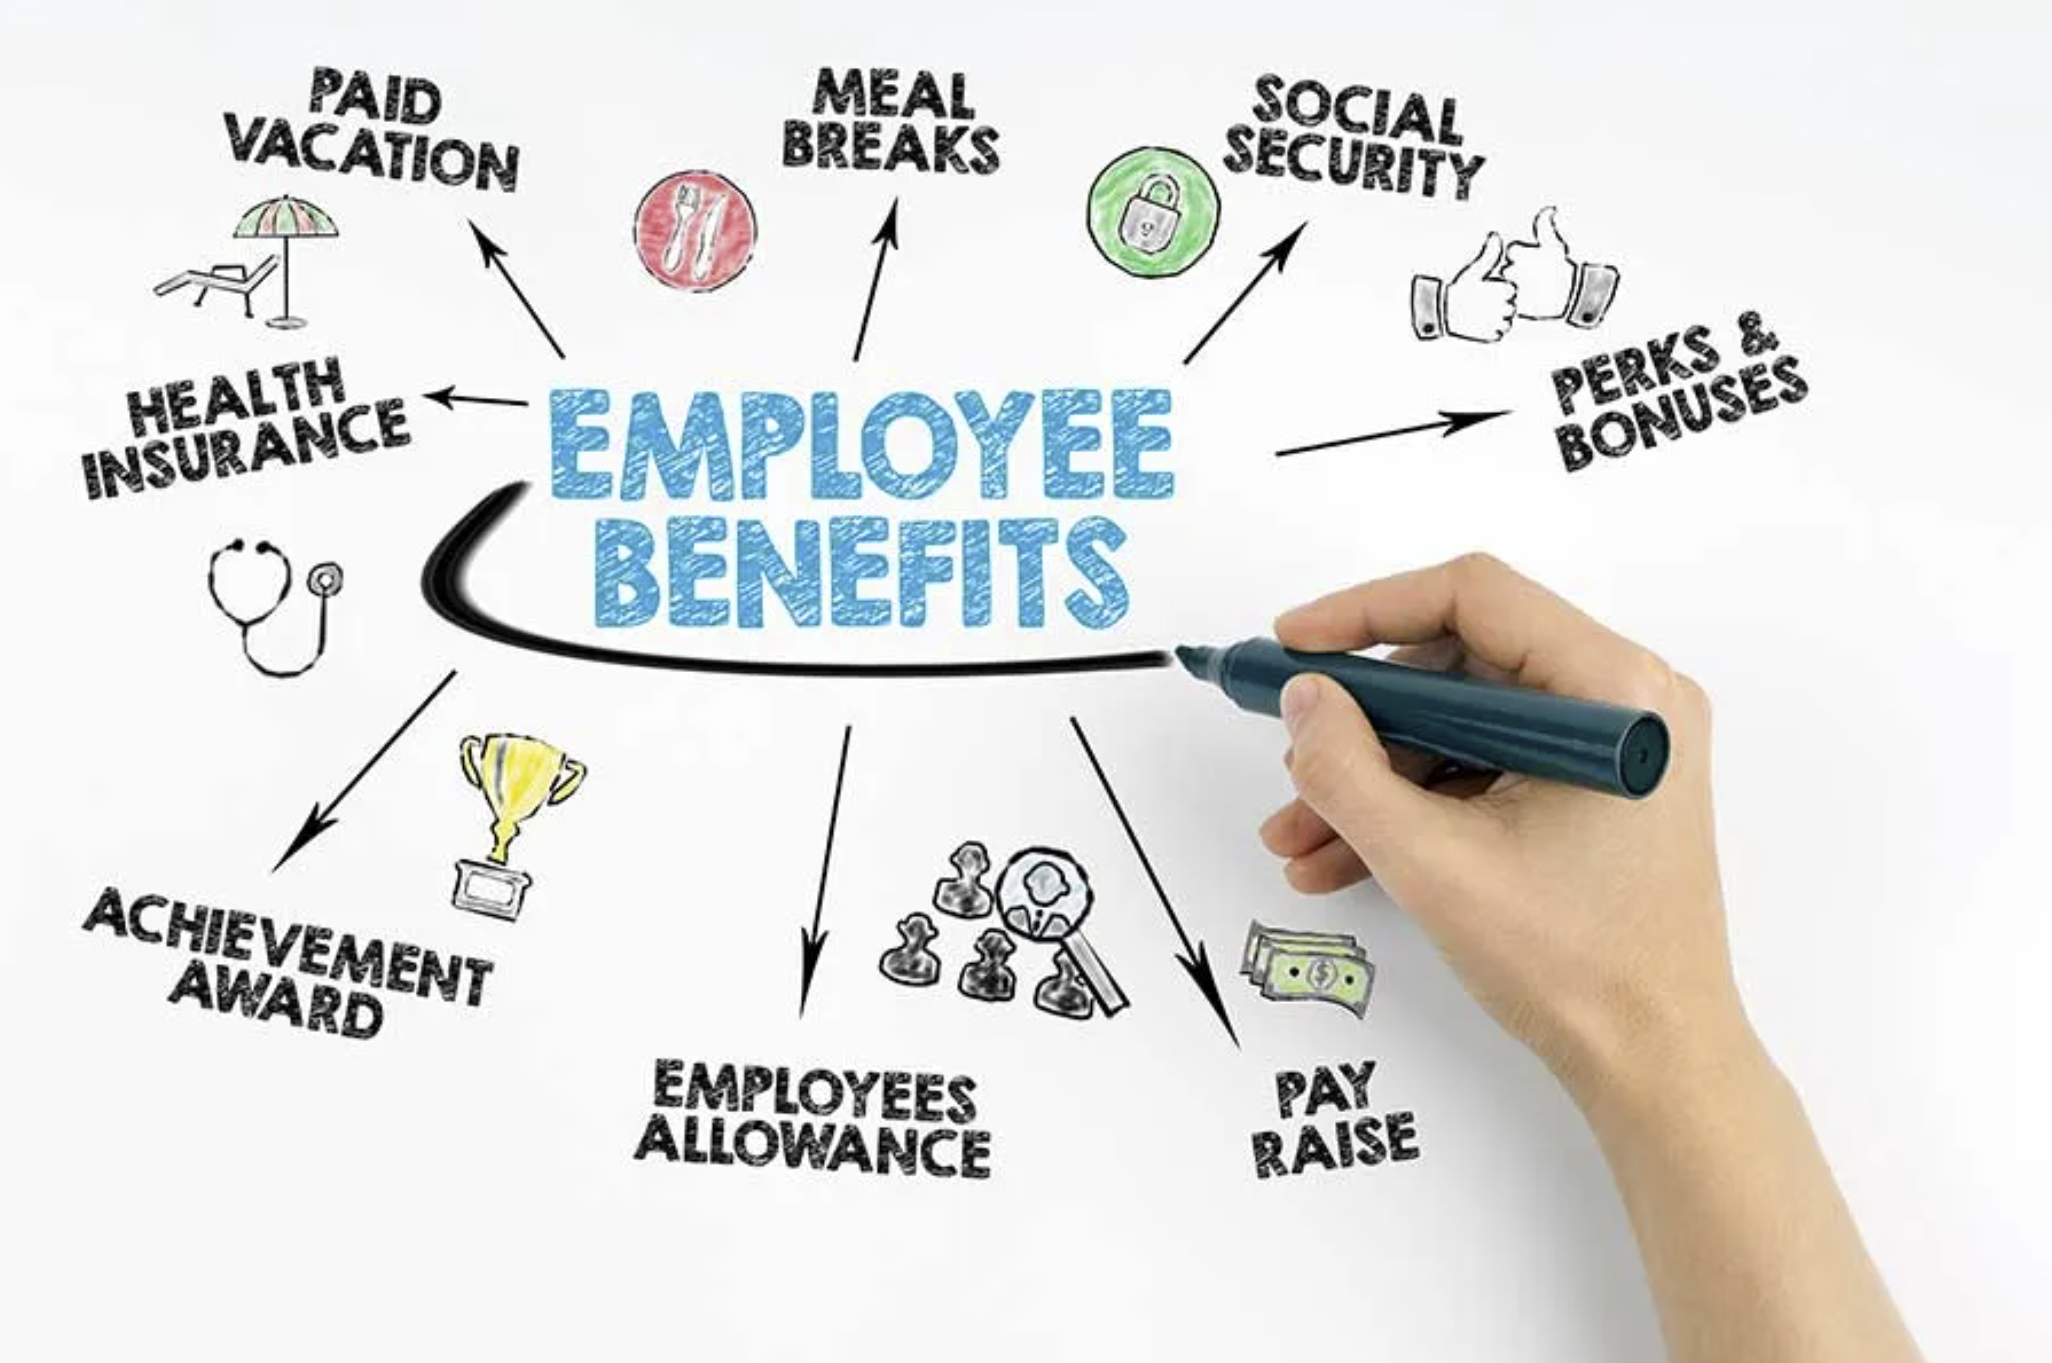 PAID
VACATION
MEAL
BREAKS
SOCIAL
SECURITY
PERKS &
BONUSES
HEALTH
INSURANCE
EMPLOYEE
BENEFITS
ACHIEVEMENT
AWARD
EMPLOYEES
ALLOWANCE
PAY
RAISE
$